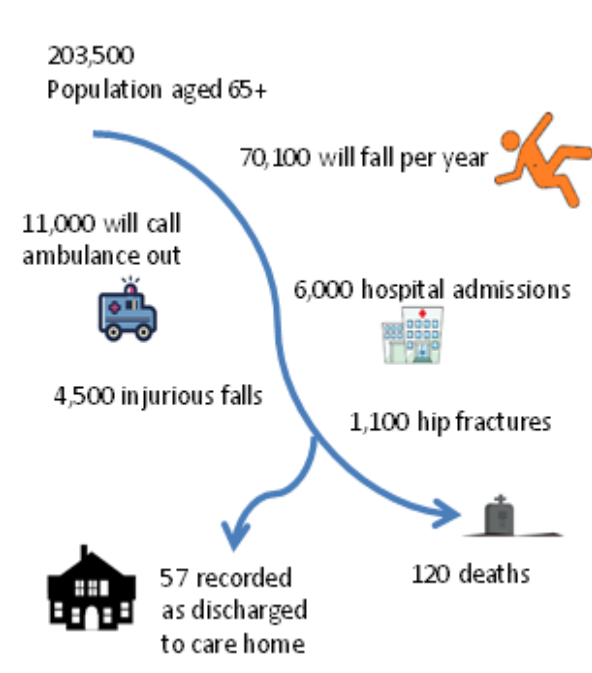 203,500
Population aged 65+
70,100 will fall per year
11,000 will call
ambulance out
6,000 hospital admissions
4,500 injurious falls
1,100 hip fractures
57 recorded
as discharged
to care home
120 deaths